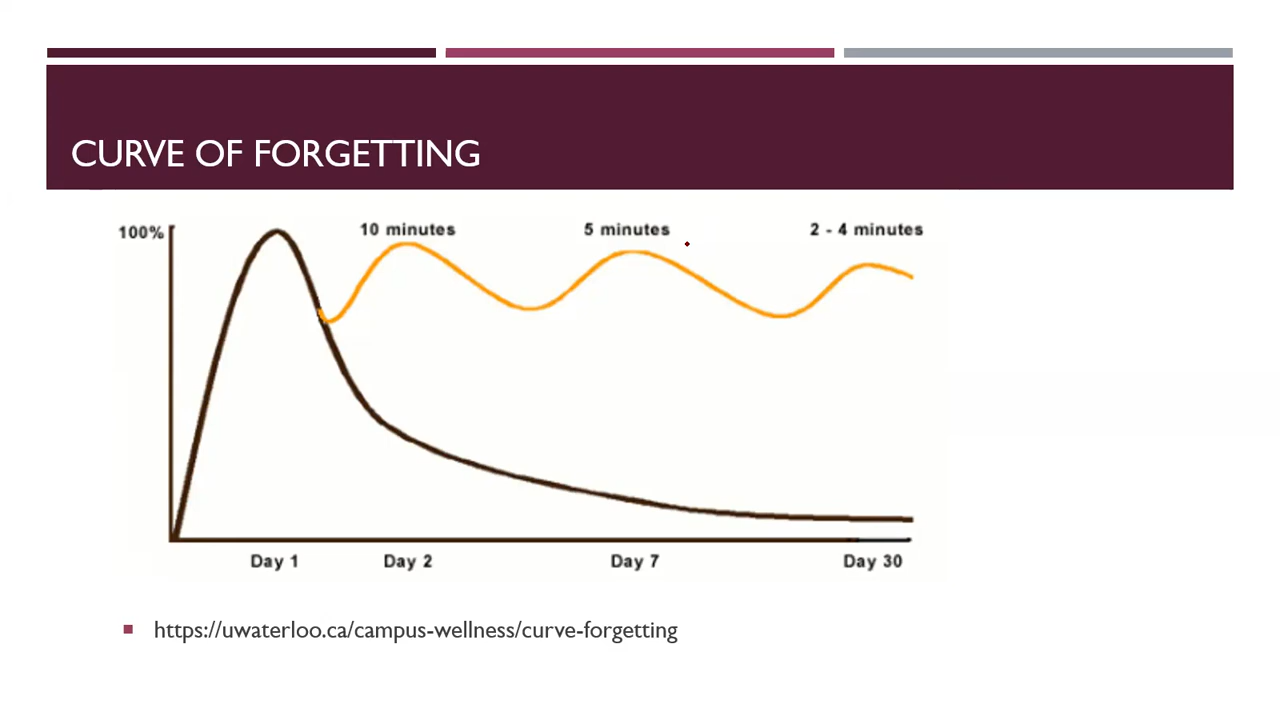 CURVE OF FORGETTING
100%
10 minutes
5 minutes
2 - 4 minutes
Day 1
Day 2
Day 7
Day 30
https://uwaterloo.ca/campus-wellness/curve-forgetting